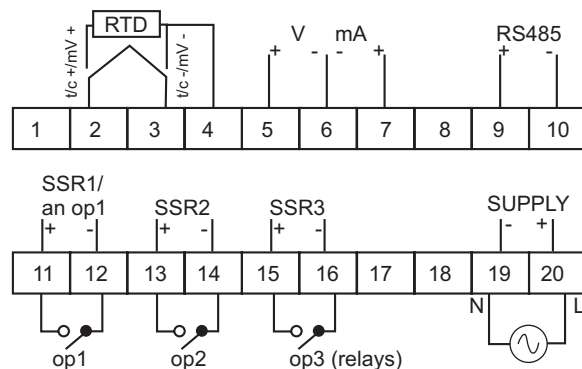 RTD
t/c +/mV +
t/c -/mV -
V mA
+ - - +
RS485
+ -
1 2 3 4 5 6 7 8 9 10
SSR1/
an op1
SSR2
SSR3
SUPPLY
+ - + - + - - +
11 12 13 14 15 16 17 18 19 20
N L
op1 op2 op3 (relays)